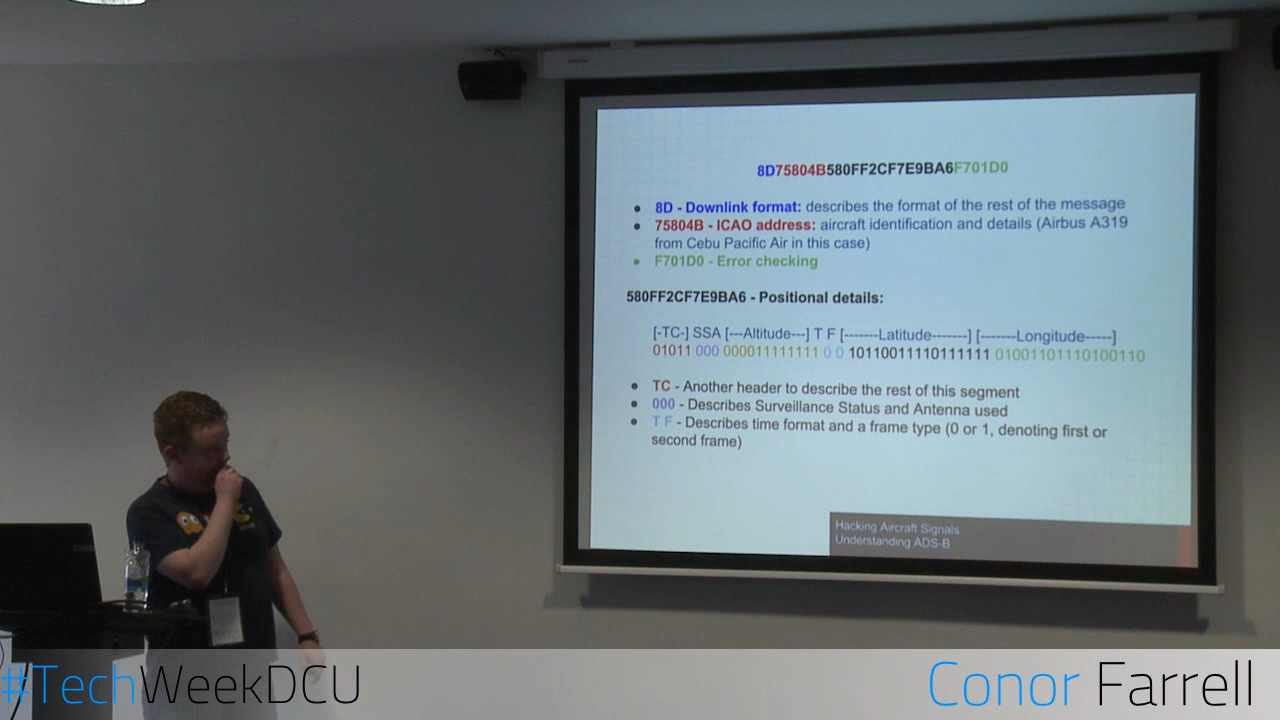 8D75804B580FF2CF7E9BA6F701D0
• 8D - Downlink format: describes the format of the rest of the message
• 75804B - ICAO address: aircraft identification and details (Airbus A319
from Cebu Pacific Air in this case)
• F701D0 - Error checking
580FF2CF7E9BA6 - Positional details:
[-TC-] SSA [---Altitude---] T F [-------Latitude-------] [-------Longitude-----]
01011 000 000011111111 0 0 10110011110111111 01001101110100110
• TC - Another header to describe the rest of this segment
• 000 - Describes Surveillance Status and Antenna used
• T F - Describes time format and a frame type (0 or 1, denoting first or
second frame)
Hacking Aircraft Signals
Understanding ADS-B
#TechWeekDCU
Conor Farrell